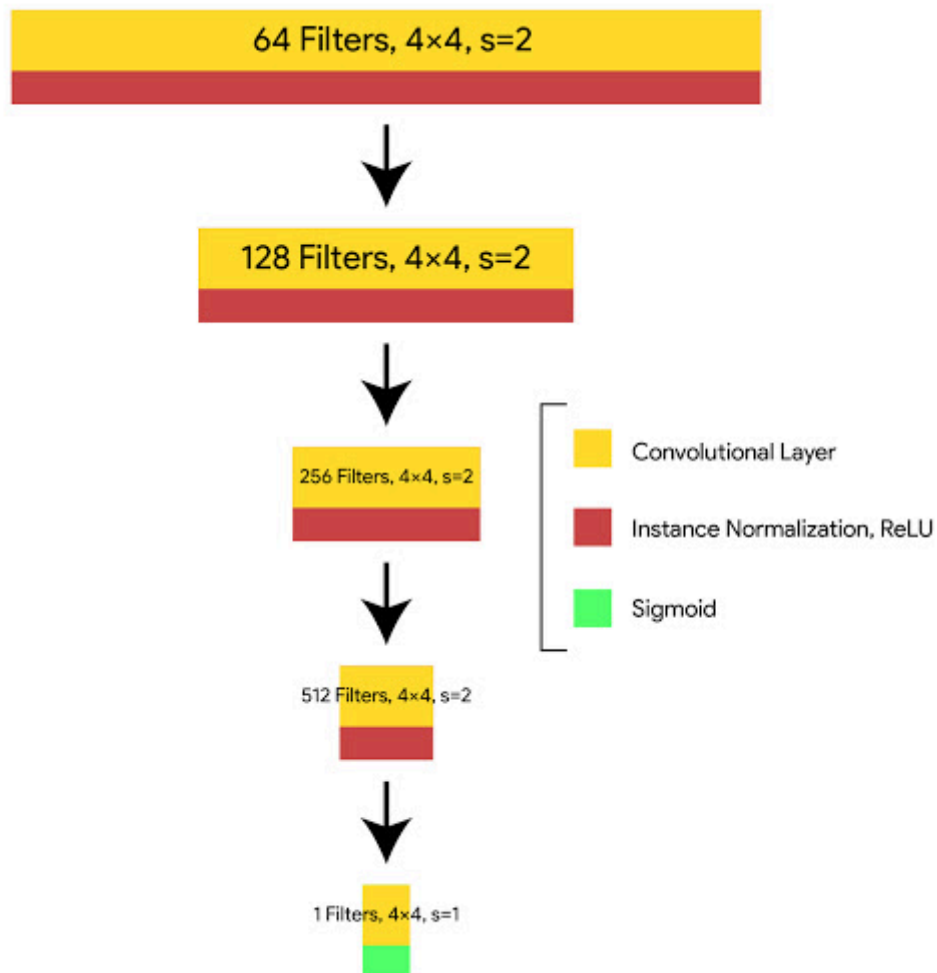 64 Filters, 4×4, s=2
128 Filters, 4×4, s=2
256 Filters, 4×4, s=2
Convolutional Layer
Instance Normalization, ReLU
Sigmoid
512 Filters, 4×4, s=2
1 Filters, 4×4, s=1